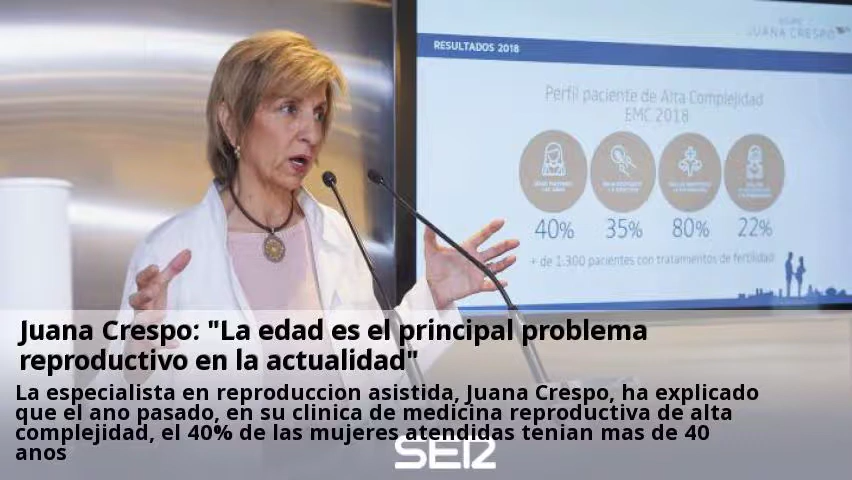 EQUIPO
JUANA CRESPO
RESULTADOS 2018
Perfil paciente de Alta Complejidad
EMC 2018
40% 35% 80% 22%
+ de 1.300 pacientes con tratamientos de fertilidad
Juana Crespo: "La edad es el principal problema
reproductivo en la actualidad"
La especialista en reproduccion asistida, Juana Crespo, ha explicado
que el ano pasado, en su clinica de medicina reproductiva de alta
complejidad, el 40% de las mujeres atendidas tenian mas de 40
anos
SER